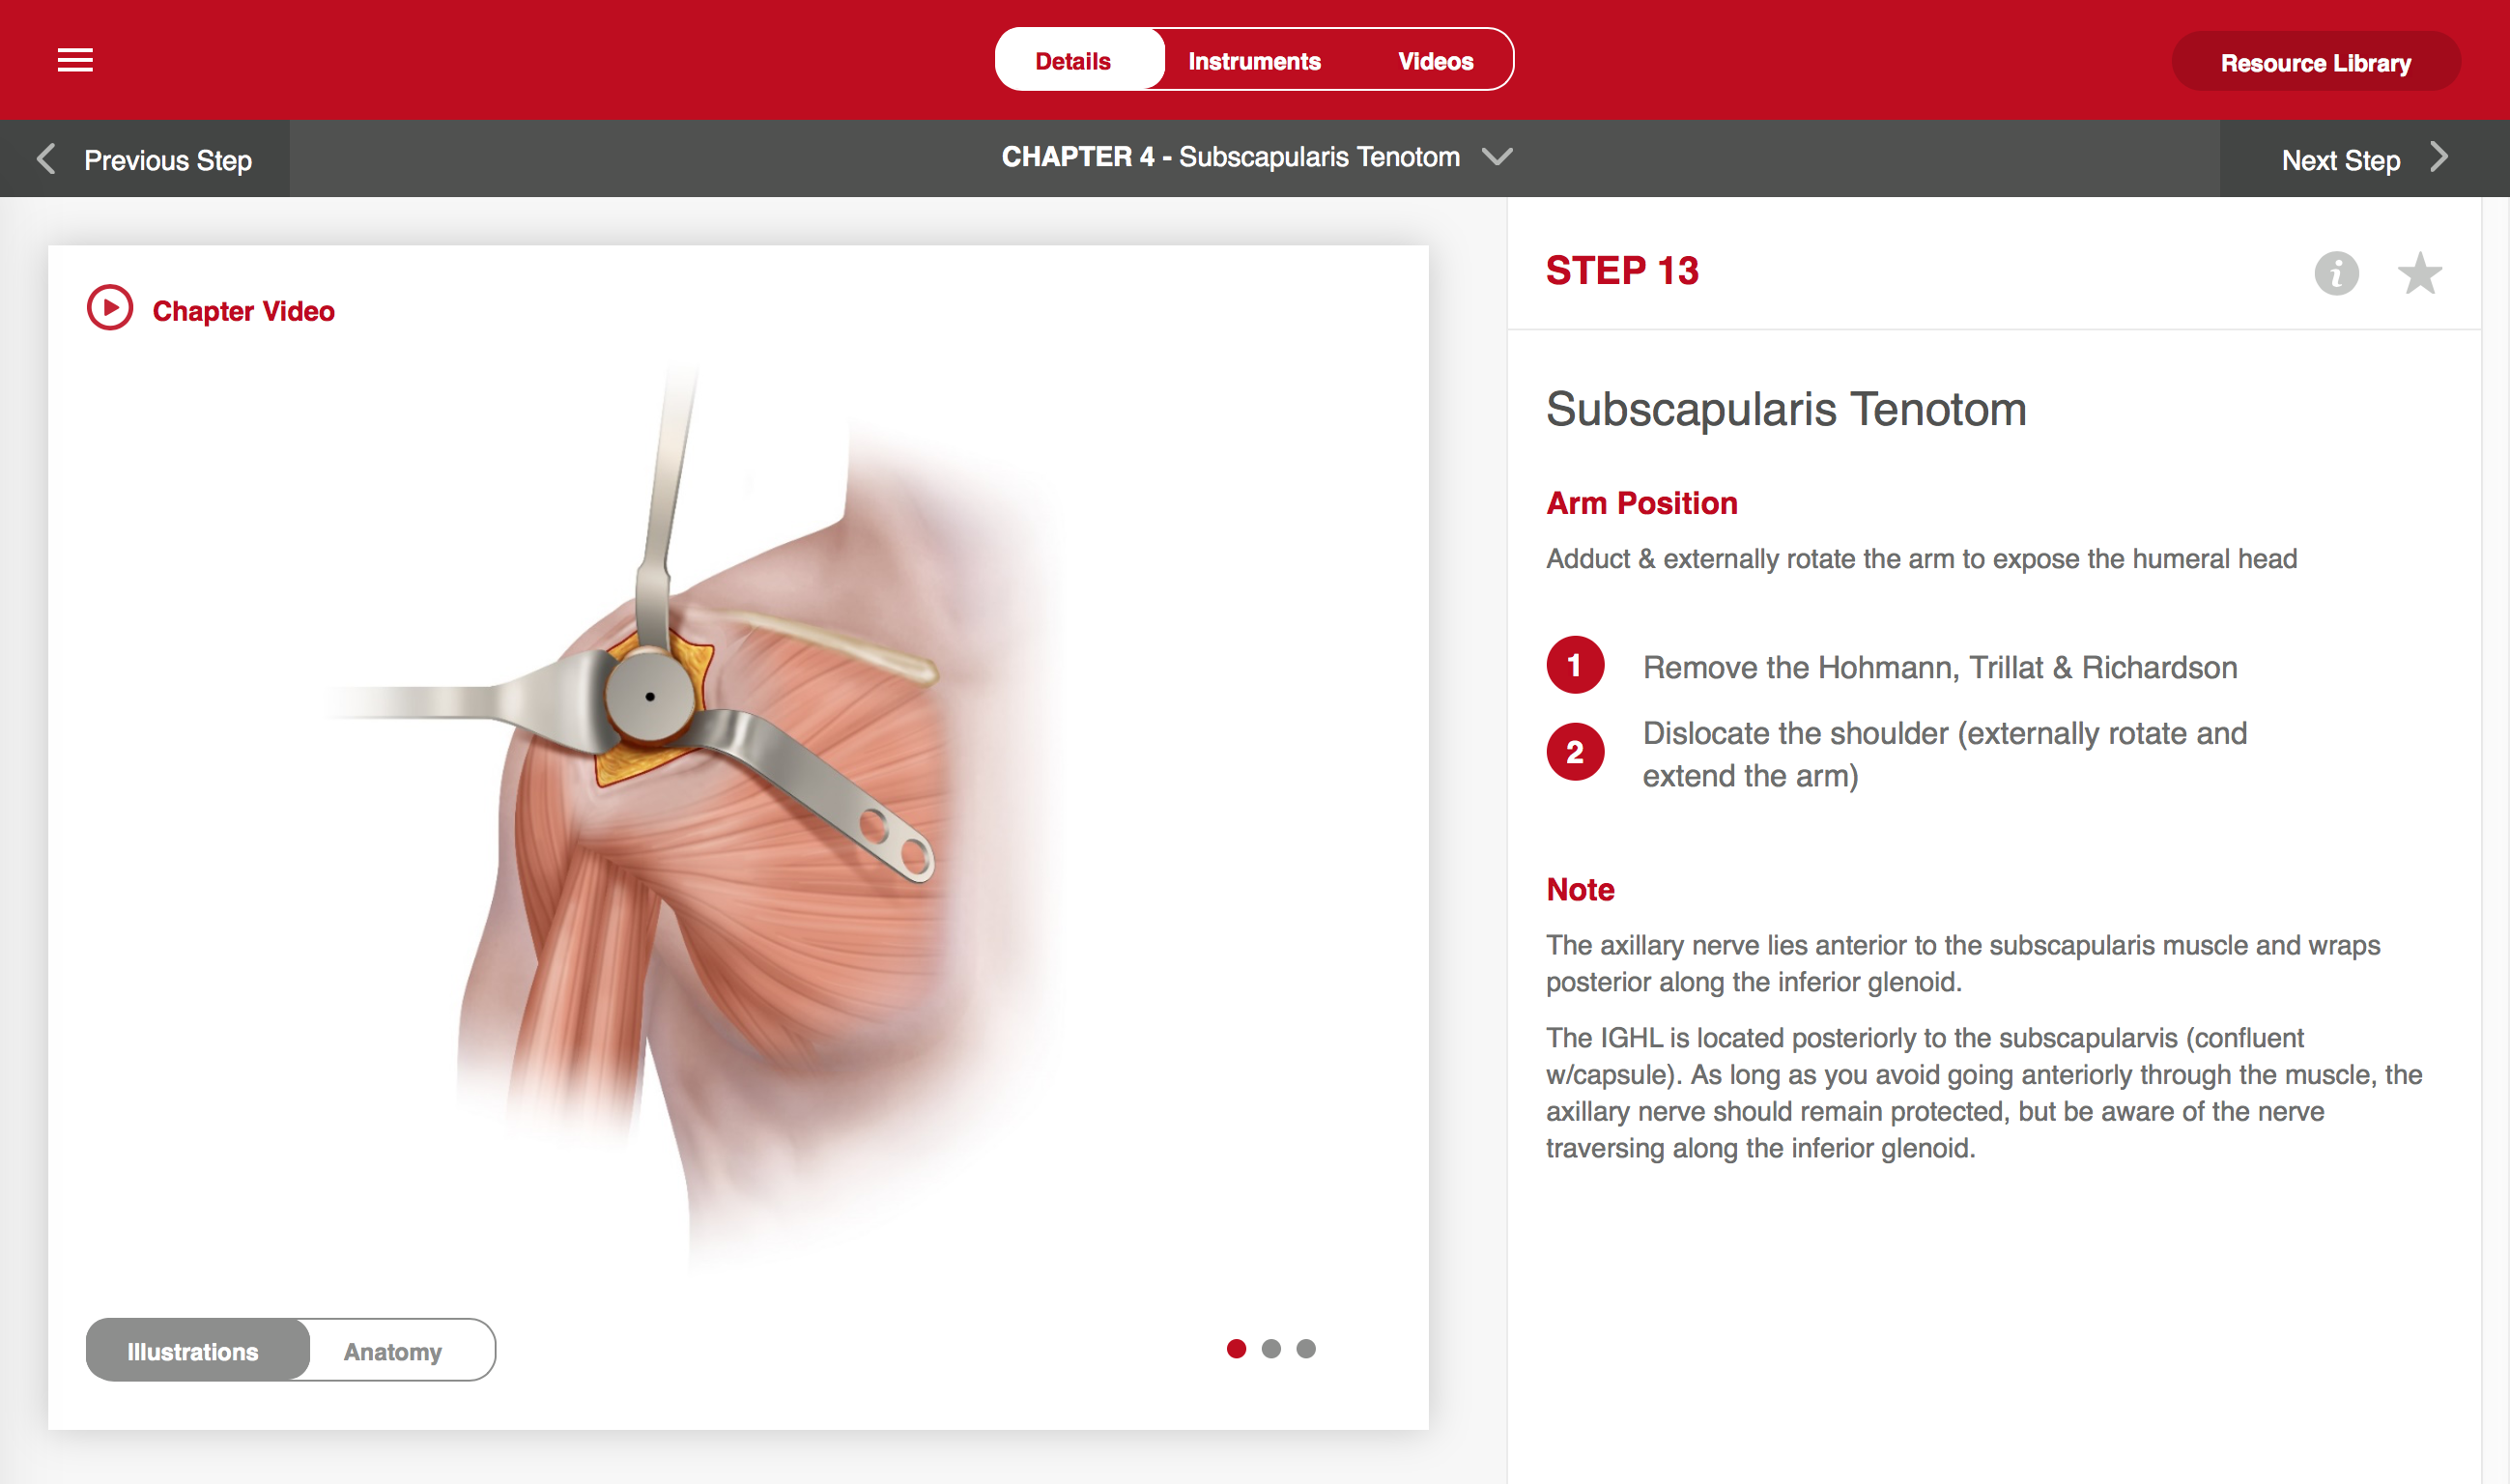 Details Instruments Videos
Resource Library
Previous Step
CHAPTER 4 - Subscapularis Tenotom
Next Step
Chapter Video
Illustrations Anatomy
STEP 13
Subscapularis Tenotom
Arm Position
Adduct & externally rotate the arm to expose the humeral head
1 Remove the Hohmann, Trillat & Richardson
2 Dislocate the shoulder (externally rotate and
extend the arm)
Note
The axillary nerve lies anterior to the subscapularis muscle and wraps
posterior along the inferior glenoid.
The IGHL is located posteriorly to the subscapularvis (confluent
w/capsule). As long as you avoid going anteriorly through the muscle, the
axillary nerve should remain protected, but be aware of the nerve
traversing along the inferior glenoid.